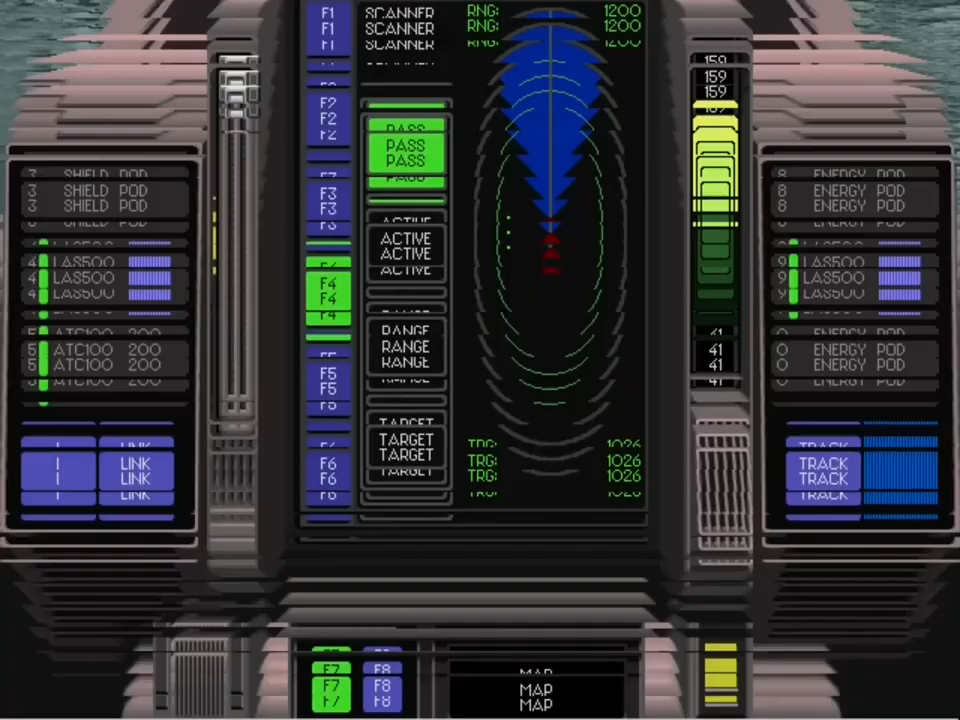 F1 SCANNER RNG: 1200
F2 PASS
F3 ACTIVE
F4
F5 RANGE
F6 TARGET
TRG: 1026
159
41
3 SHIELD POD
4 LAS500
5 ATC100 200
I LINK
8 ENERGY POD
9 LAS500
0 ENERGY POD
TRACK
F7 F8 MAP